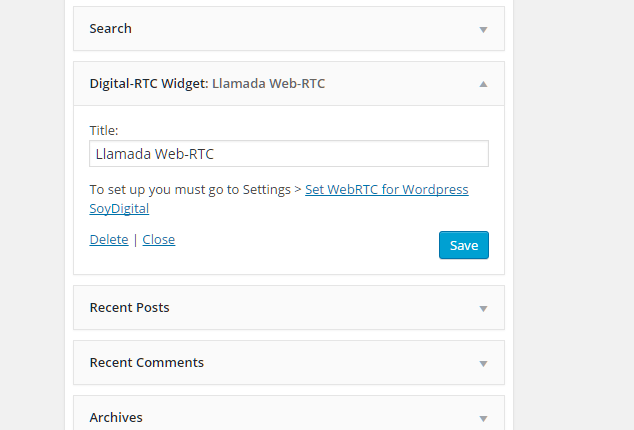 Search
Digital-RTC Widget: Llamada Web-RTC
Title:
Llamada Web-RTC
To set up you must go to Settings > Set WebRTC for Wordpress
SoyDigital
Delete | Close
Save
Recent Posts
Recent Comments
Archives